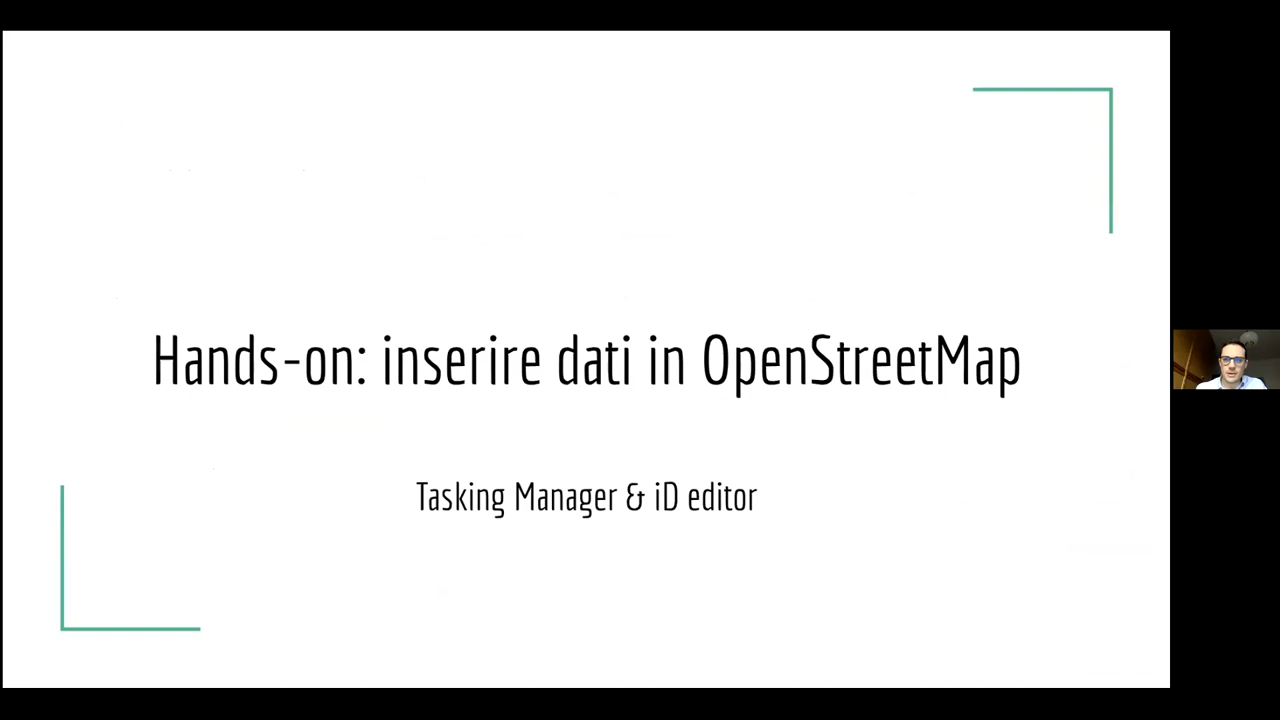 Hands-on: inserire dati in OpenStreetMap
Tasking Manager & iD editor